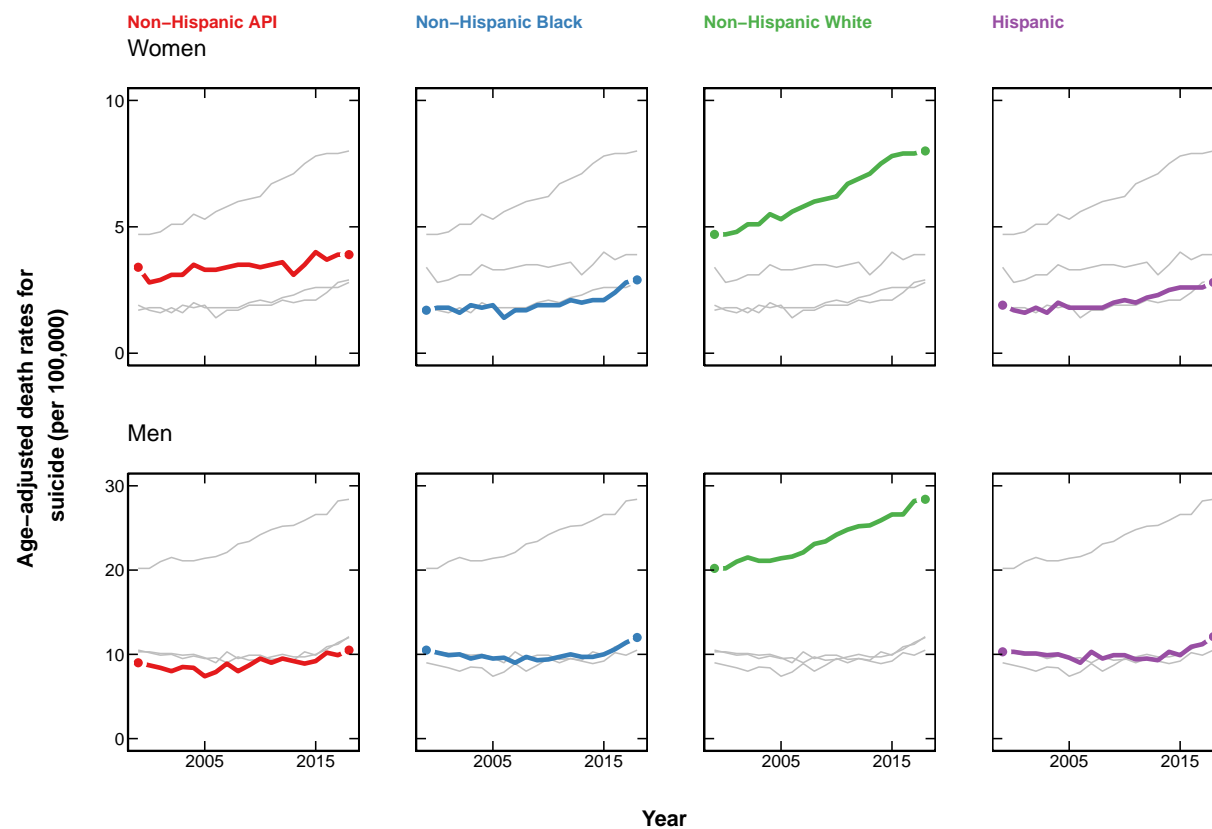 Non−Hispanic API
Non−Hispanic Black
Non−Hispanic White
Hispanic
Women
10
5
0
Age−adjusted death rates for
suicide (per 100,000)
Men
30
20
10
0
2005 2015
2005 2015
2005 2015
2005
Year